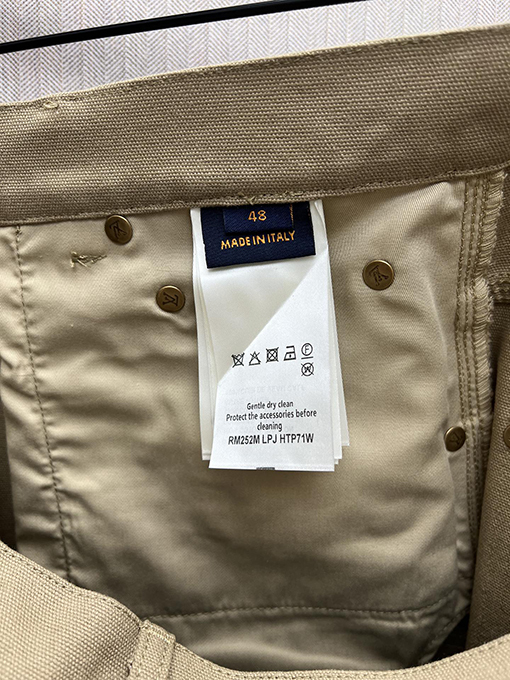 48
MADE IN ITALY
F
W
Gentle dry clean
Protect the accessories before
cleaning
RM252M LPJ HTP71W